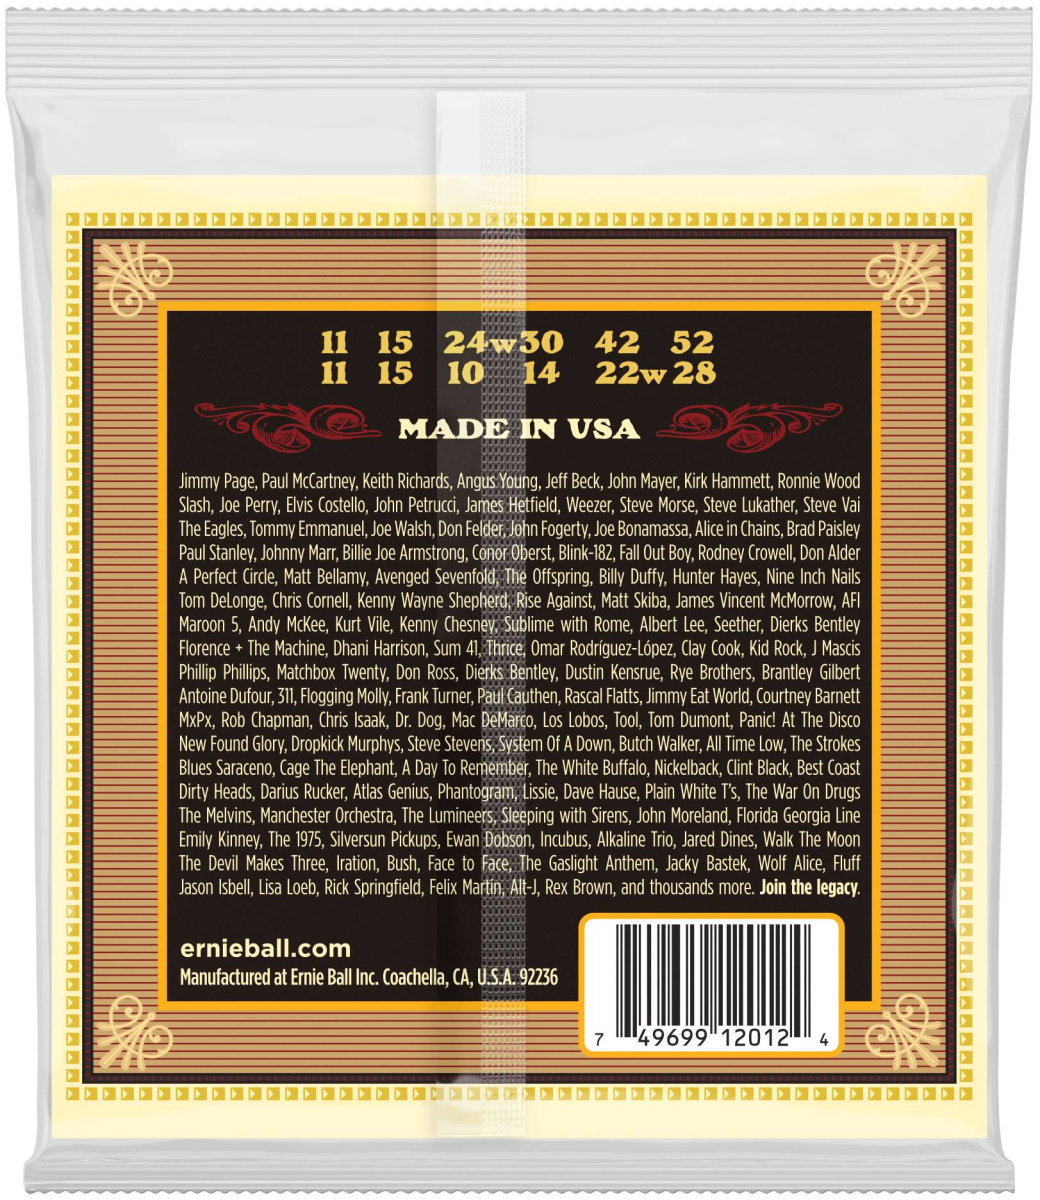 11 15 24w30 42 52
11 15 10 14 22w28
MADE IN USA
Jimmy Page, Paul McCartney, Keith Richards, Angus Young, Jeff Beck, John Mayer, Kirk Hammett, Ronnie Wood
Slash, Joe Perry, Elvis Costello, John Petrucci, James Hetfield, Weezer, Steve Morse, Steve Lukather, Steve Vai
The Eagles, Tommy Emmanuel, Joe Walsh, Don Felder, John Fogerty, Joe Bonamassa, Alice in Chains, Brad Paisley
Paul Stanley, Johnny Marr, Billie Joe Armstrong, Conor Oberst, Blink-182, Fall Out Boy, Rodney Crowell, Don Alder
A Perfect Circle, Matt Bellamy, Avenged Sevenfold, The Offspring, Billy Duffy, Hunter Hayes, Nine Inch Nails
Tom DeLonge, Chris Cornell, Kenny Wayne Shepherd, Rise Against, Matt Skiba, James Vincent McMorrow, AFI
Maroon 5, Andy McKee, Kurt Vile, Kenny Chesney, Sublime with Rome, Albert Lee, Seether, Dierks Bentley
Florence + The Machine, Dhani Harrison, Sum 41, Thrice, Omar Rodríguez-López, Clay Cook, Kid Rock, J Mascis
Phillip Phillips, Matchbox Twenty, Don Ross, Dierks Bentley, Dustin Kensrue, Rye Brothers, Brantley Gilbert
Antoine Dufour, 311, Flogging Molly, Frank Turner, Paul Cauthen, Rascal Flatts, Jimmy Eat World, Courtney Barnett
MxPx, Rob Chapman, Chris Isaak, Dr. Dog, Mac DeMarco, Los Lobos, Tool, Tom Dumont, Panic! At The Disco
New Found Glory, Dropkick Murphys, Steve Stevens, System Of A Down, Butch Walker, All Time Low, The Strokes
Blues Saraceno, Cage The Elephant, A Day To Remember, The White Buffalo, Nickelback, Clint Black, Best Coast
Dirty Heads, Darius Rucker, Atlas Genius, Phantogram, Lissie, Dave Hause, Plain White T's, The War On Drugs
The Melvins, Manchester Orchestra, The Lumineers, Sleeping with Sirens, John Moreland, Florida Georgia Line
Emily Kinney, The 1975, Silversun Pickups, Ewan Dobson, Incubus, Alkaline Trio, Jared Dines, Walk The Moon
The Devil Makes Three, Iration, Bush, Face to Face, The Gaslight Anthem, Jacky Bastek, Wolf Alice, Fluff
Jason Isbell, Lisa Loeb, Rick Springfield, Felix Martin, Alt-J, Rex Brown, and thousands more. Join the legacy.
ernieball.com
Manufactured at Ernie Ball Inc. Coachella, CA, U.S.A. 92236
7 49699 12012 4